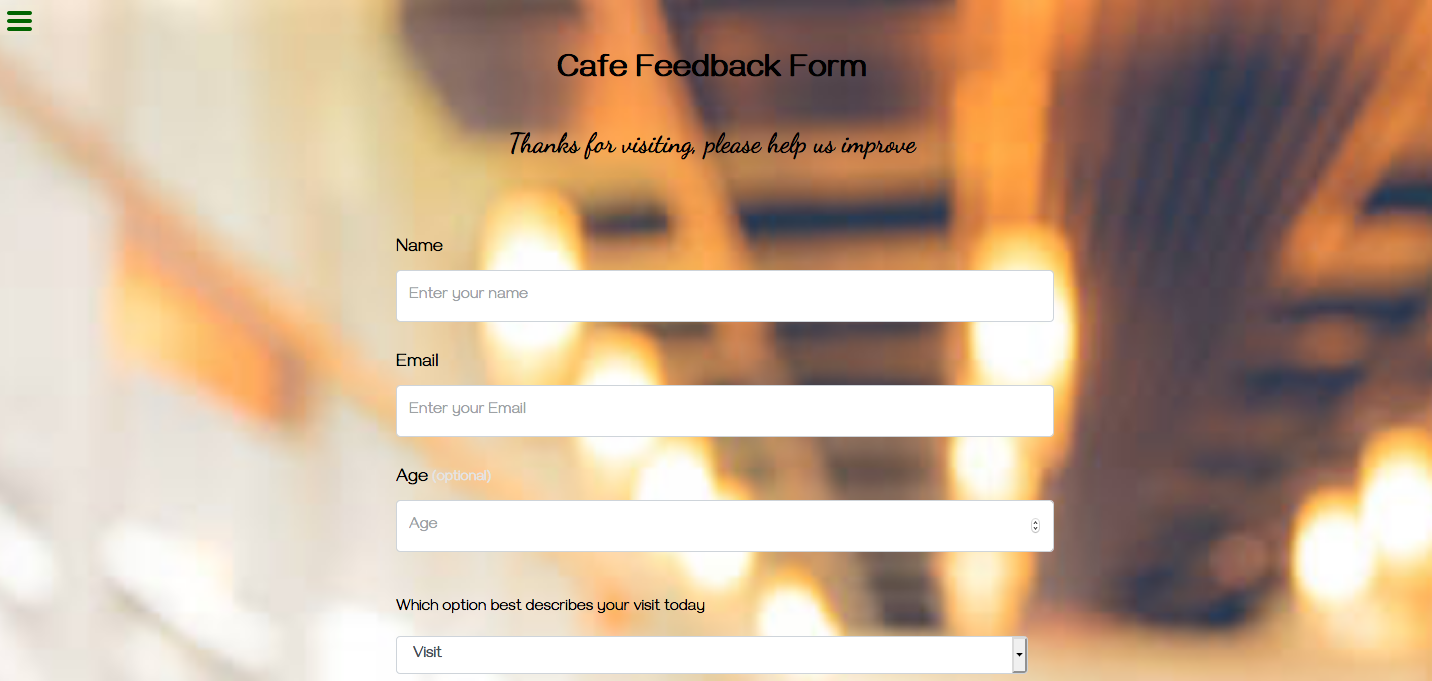 Cafe Feedback Form
Thanks for visiting, please help us improve
Name
Enter your name
Email
Enter your Email
Age (optional)
Age
Which option best describes your visit today
Visit